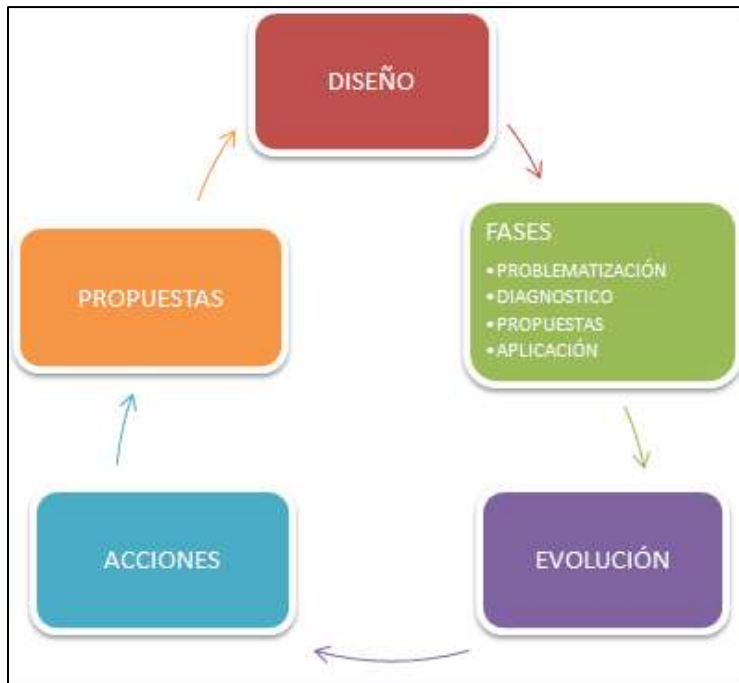 DISEÑO
FASES
•PROBLEMATIZACIÓN
•DIAGNOSTICO
•PROPUESTAS
•APLICACIÓN
EVOLUCIÓN
ACCIONES
PROPUESTAS